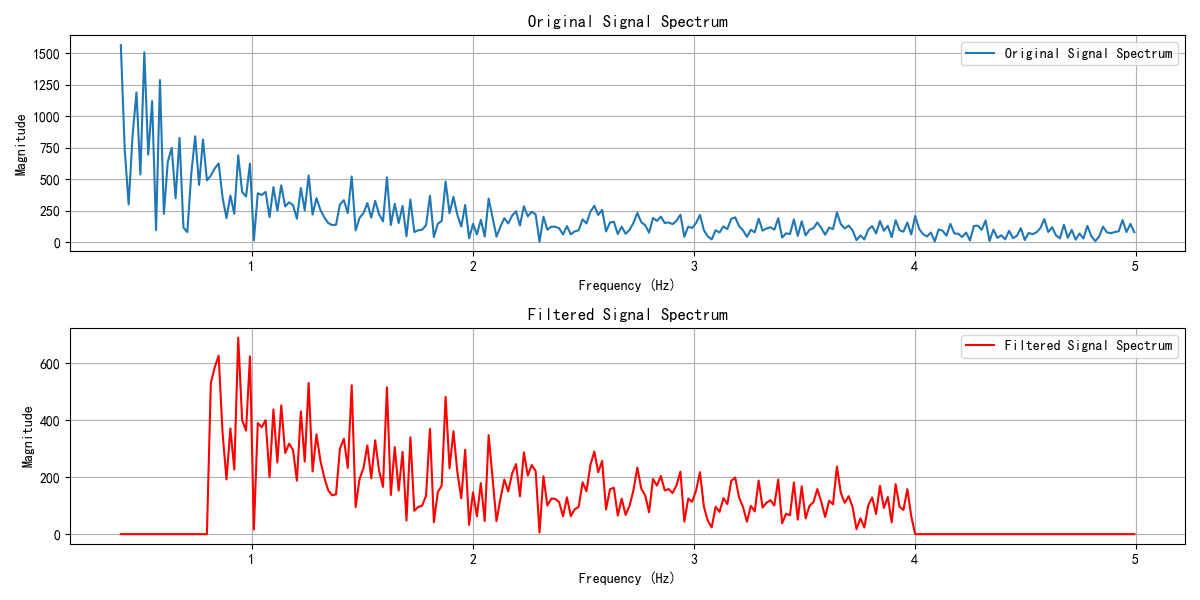 Original Signal Spectrum
Original Signal Spectrum
Magnitude
1500
1250
1000
750
500
250
0
1 2 3 4 5
Frequency (Hz)
Filtered Signal Spectrum
Filtered Signal Spectrum
Magnitude
600
400
200
0
1 2 3 4 5
Frequency (Hz)